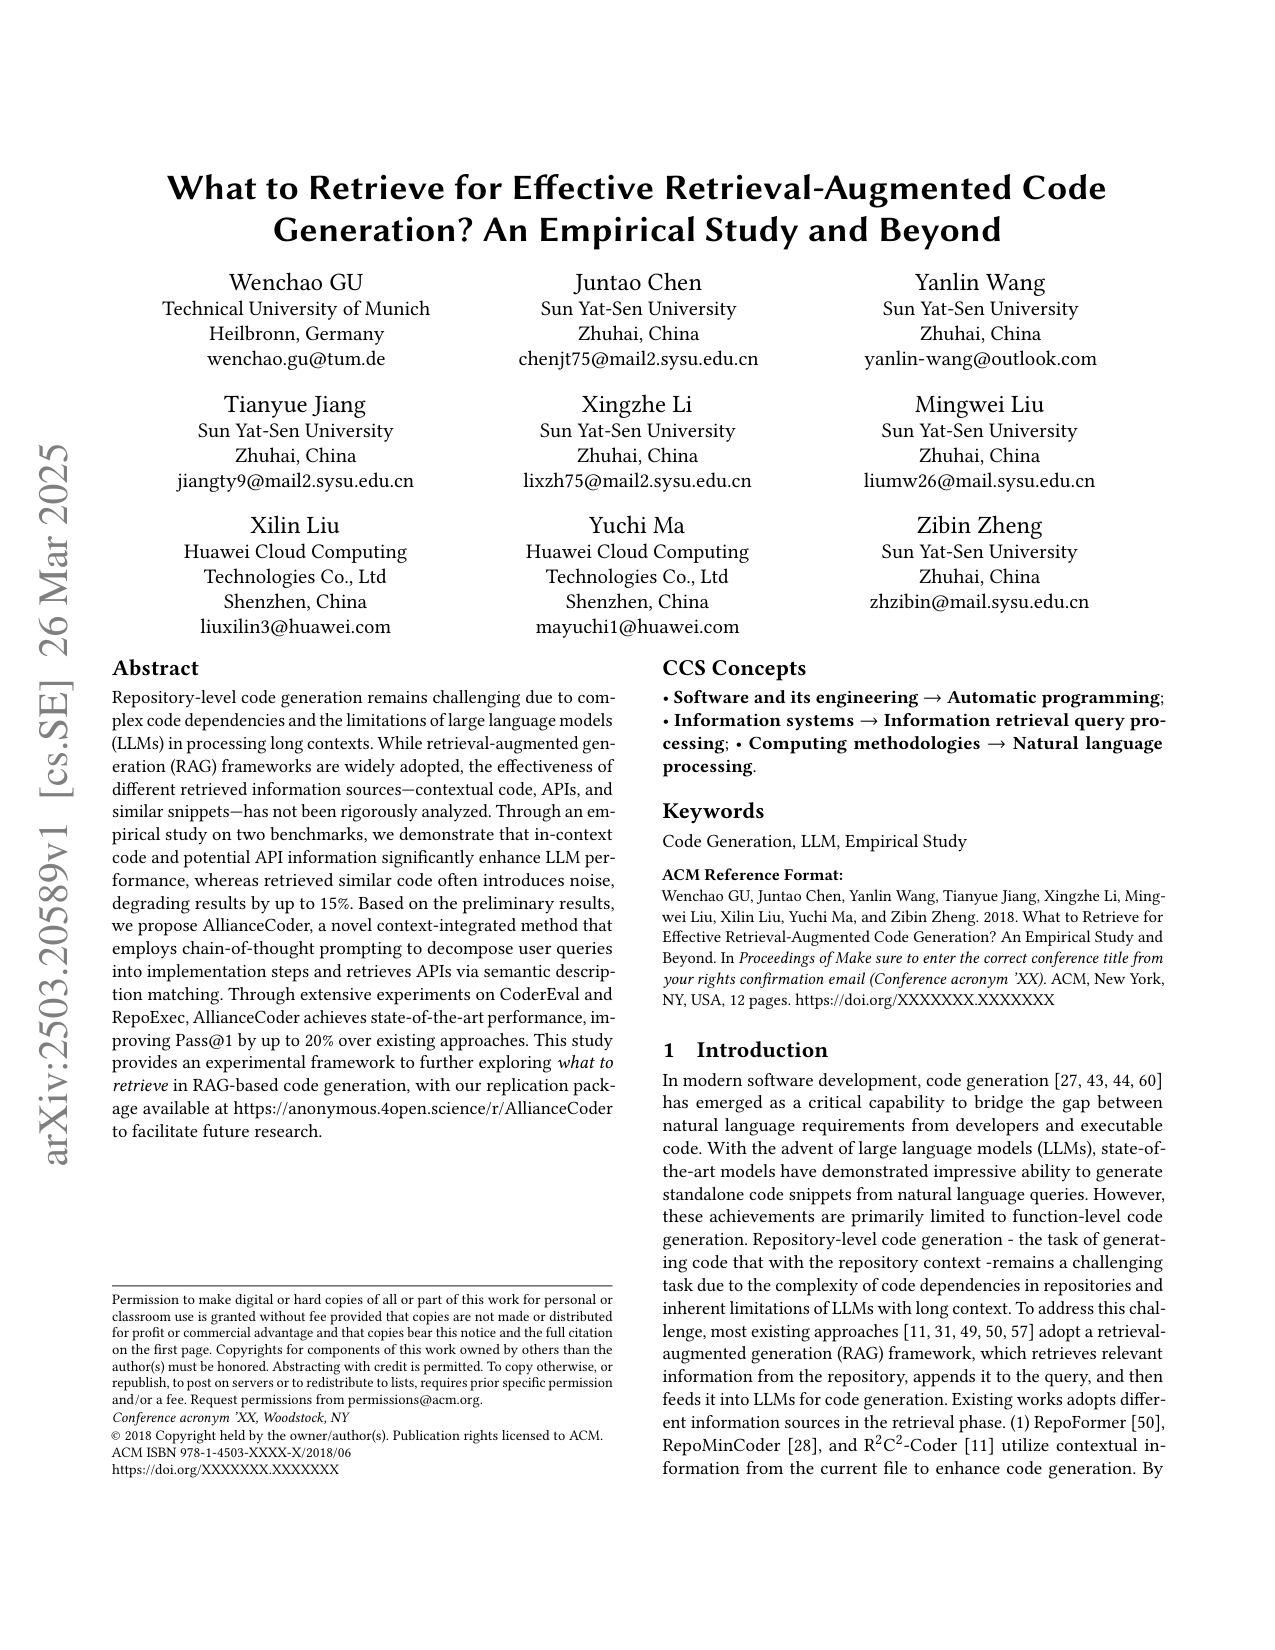 arXiv:2503.20589v1 [cs.SE] 26 Mar 2025
What to Retrieve for Effective Retrieval-Augmented Code
Generation? An Empirical Study and Beyond
Wenchao GU
Technical University of Munich
Heilbronn, Germany
wenchao.gu@tum.de
Juntao Chen
Sun Yat-Sen University
Zhuhai, China
chenjt75@mail2.sysu.edu.cn
Yanlin Wang
Sun Yat-Sen University
Zhuhai, China
yanlin-wang@outlook.com
Tianyue Jiang
Sun Yat-Sen University
Zhuhai, China
jiangty9@mail2.sysu.edu.cn
Xingzhe Li
Sun Yat-Sen University
Zhuhai, China
lixzh75@mail2.sysu.edu.cn
Mingwei Liu
Sun Yat-Sen University
Zhuhai, China
liumw26@mail.sysu.edu.cn
Xilin Liu
Huawei Cloud Computing
Technologies Co., Ltd
Shenzhen, China
liuxilin3@huawei.com
Yuchi Ma
Huawei Cloud Computing
Technologies Co., Ltd
Shenzhen, China
mayuchi1@huawei.com
Zibin Zheng
Sun Yat-Sen University
Zhuhai, China
zhzibin@mail.sysu.edu.cn
Abstract
Repository-level code generation remains challenging due to com-
plex code dependencies and the limitations of large language models
(LLMs) in processing long contexts. While retrieval-augmented gen-
eration (RAG) frameworks are widely adopted, the effectiveness of
different retrieved information sources—contextual code, APIs, and
similar snippets—has not been rigorously analyzed. Through an em-
pirical study on two benchmarks, we demonstrate that in-context
code and potential API information significantly enhance LLM per-
formance, whereas retrieved similar code often introduces noise,
degrading results by up to 15%. Based on the preliminary results,
we propose AllianceCoder, a novel context-integrated method that
employs chain-of-thought prompting to decompose user queries
into implementation steps and retrieves APIs via semantic descrip-
tion matching. Through extensive experiments on CoderEval and
RepoExec, AllianceCoder achieves state-of-the-art performance, im-
proving Pass@1 by up to 20% over existing approaches. This study
provides an experimental framework to further exploring what to
retrieve in RAG-based code generation, with our replication pack-
age available at https://anonymous.4open.science/r/AllianceCoder
to facilitate future research.
Permission to make digital or hard copies of all or part of this work for personal or
classroom use is granted without fee provided that copies are not made or distributed
for profit or commercial advantage and that copies bear this notice and the full citation
on the first page. Copyrights for components of this work owned by others than the
author(s) must be honored. Abstracting with credit is permitted. To copy otherwise, or
republish, to post on servers or to redistribute to lists, requires prior specific permission
and/or a fee. Request permissions from permissions@acm.org.
Conference acronym 'XX, Woodstock, NY
© 2018 Copyright held by the owner/author(s). Publication rights licensed to ACM.
ACM ISBN 978-1-4503-XXXX-X/2018/06
https://doi.org/XXXXXXX.XXXXXXX
CCS Concepts
• Software and its engineering → Automatic programming;
• Information systems → Information retrieval query pro-
cessing; • Computing methodologies → Natural language
processing.
Keywords
Code Generation, LLM, Empirical Study
ACM Reference Format:
Wenchao GU, Juntao Chen, Yanlin Wang, Tianyue Jiang, Xingzhe Li, Ming-
wei Liu, Xilin Liu, Yuchi Ma, and Zibin Zheng. 2018. What to Retrieve for
Effective Retrieval-Augmented Code Generation? An Empirical Study and
Beyond. In Proceedings of Make sure to enter the correct conference title from
your rights confirmation email (Conference acronym 'XX). ACM, New York,
NY, USA, 12 pages. https://doi.org/XXXXXXX.XXXXXXX
1 Introduction
In modern software development, code generation [27, 43, 44, 60]
has emerged as a critical capability to bridge the gap between
natural language requirements from developers and executable
code. With the advent of large language models (LLMs), state-of-
the-art models have demonstrated impressive ability to generate
standalone code snippets from natural language queries. However,
these achievements are primarily limited to function-level code
generation. Repository-level code generation - the task of generat-
ing code that with the repository context -remains a challenging
task due to the complexity of code dependencies in repositories and
inherent limitations of LLMs with long context. To address this chal-
lenge, most existing approaches [11, 31, 49, 50, 57] adopt a retrieval-
augmented generation (RAG) framework, which retrieves relevant
information from the repository, appends it to the query, and then
feeds it into LLMs for code generation. Existing works adopts differ-
ent information sources in the retrieval phase. (1) RepoFormer [50],
RepoMinCoder [28], and R²C²-Coder [11] utilize contextual in-
formation from the current file to enhance code generation. By